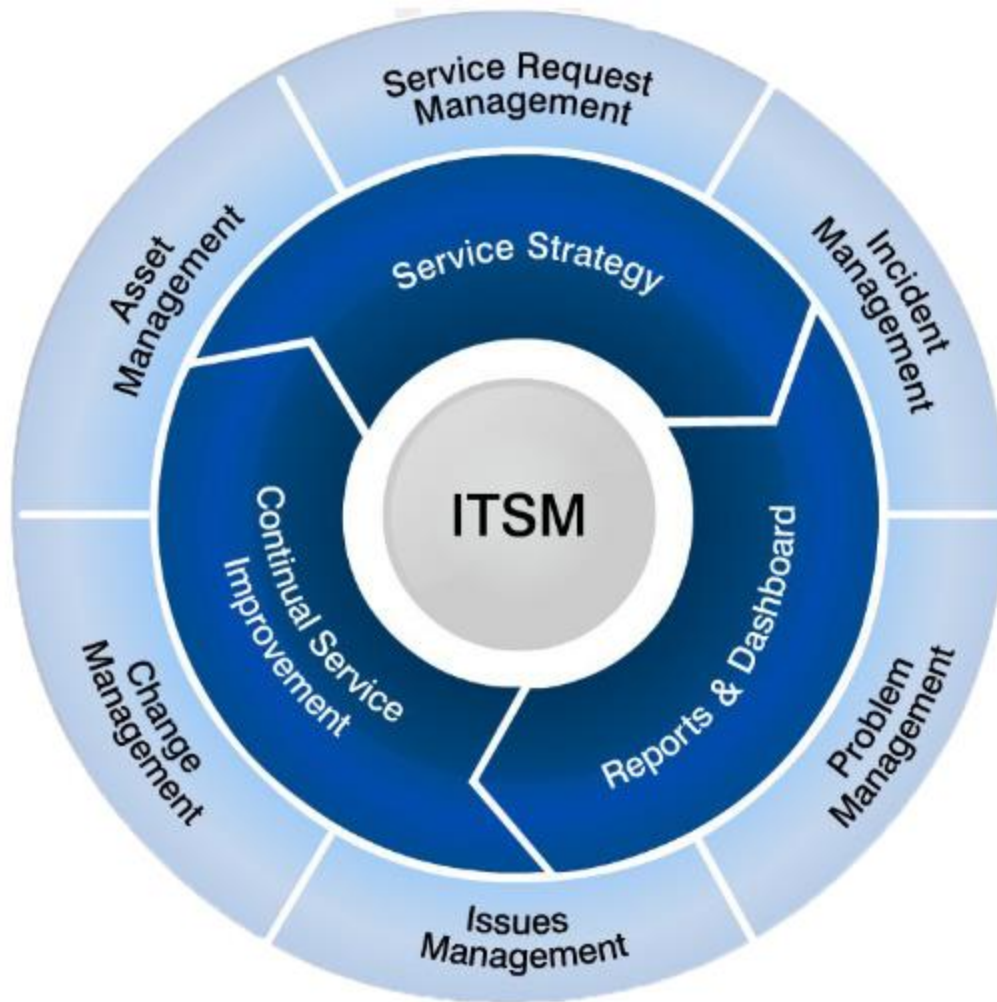 Service Request
Management
Incident
Management
Problem
Management
Issues
Management
Change
Management
Asset
Management
Service Strategy
Reports & Dashboard
Continual Service
Improvement
ITSM